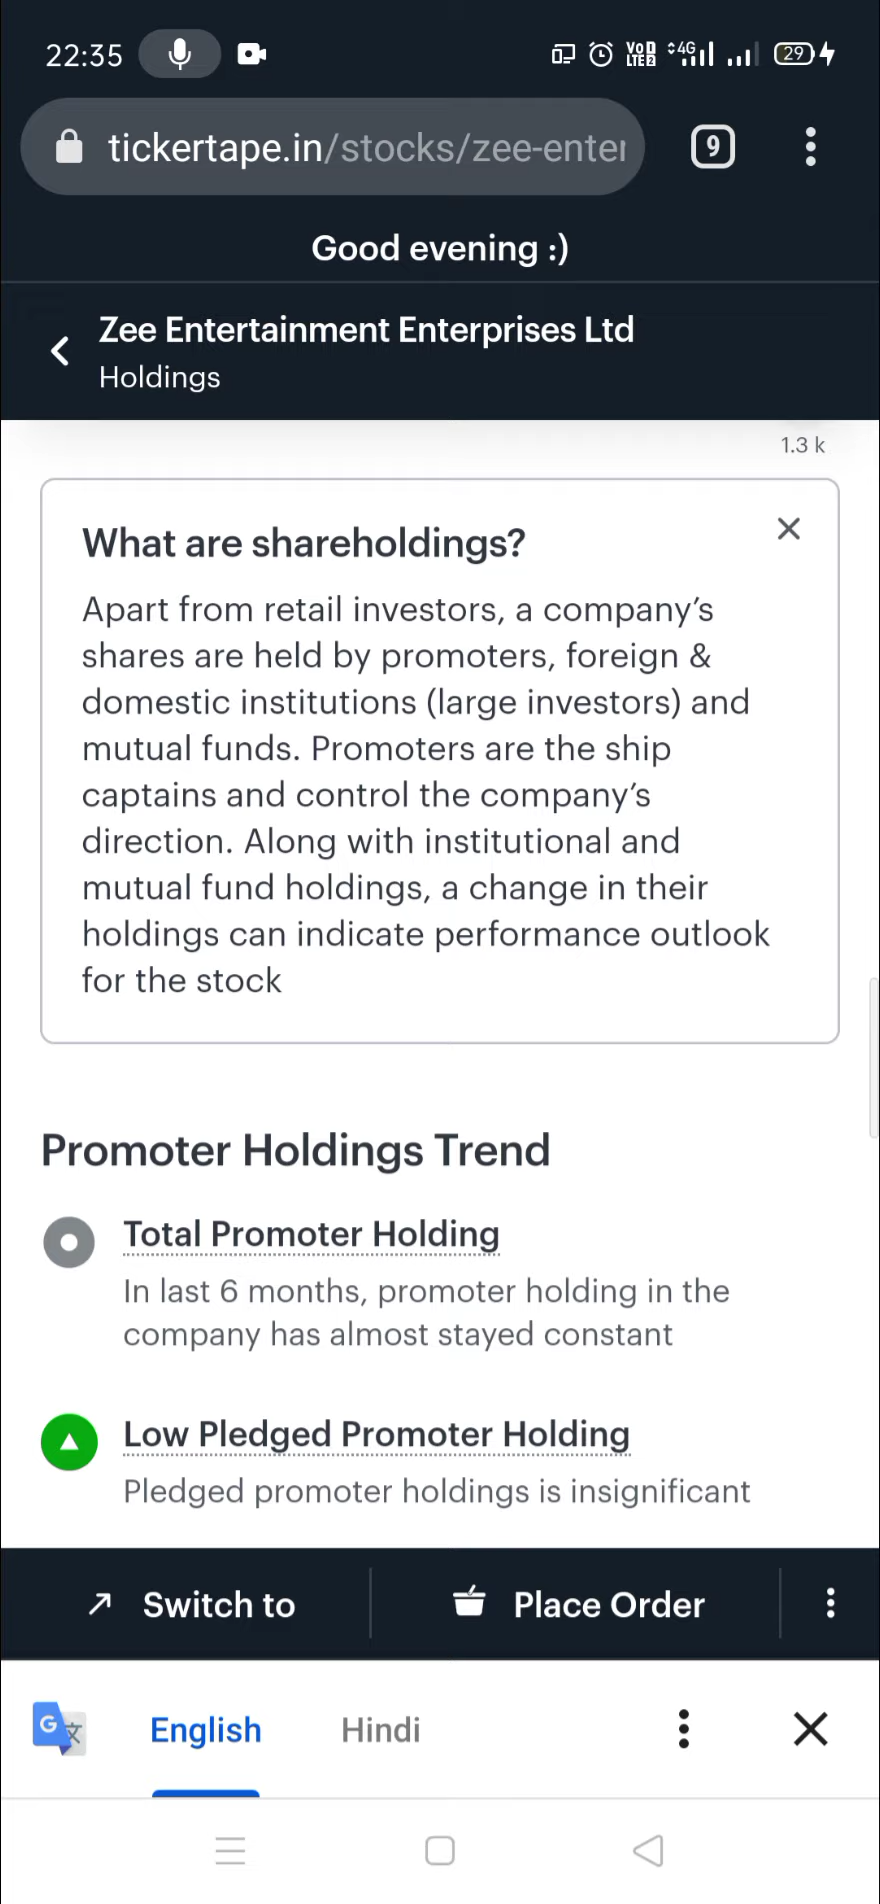 22:35
VoD LTE2 4G 29
tickertape.in/stocks/zee-enter
9
Good evening :)
Zee Entertainment Enterprises Ltd
Holdings
1.3 k
What are shareholdings?
Apart from retail investors, a company's
shares are held by promoters, foreign &
domestic institutions (large investors) and
mutual funds. Promoters are the ship
captains and control the company's
direction. Along with institutional and
mutual fund holdings, a change in their
holdings can indicate performance outlook
for the stock
Promoter Holdings Trend
Total Promoter Holding
In last 6 months, promoter holding in the
company has almost stayed constant
Low Pledged Promoter Holding
Pledged promoter holdings is insignificant
Switch to
Place Order
G 文
English
Hindi